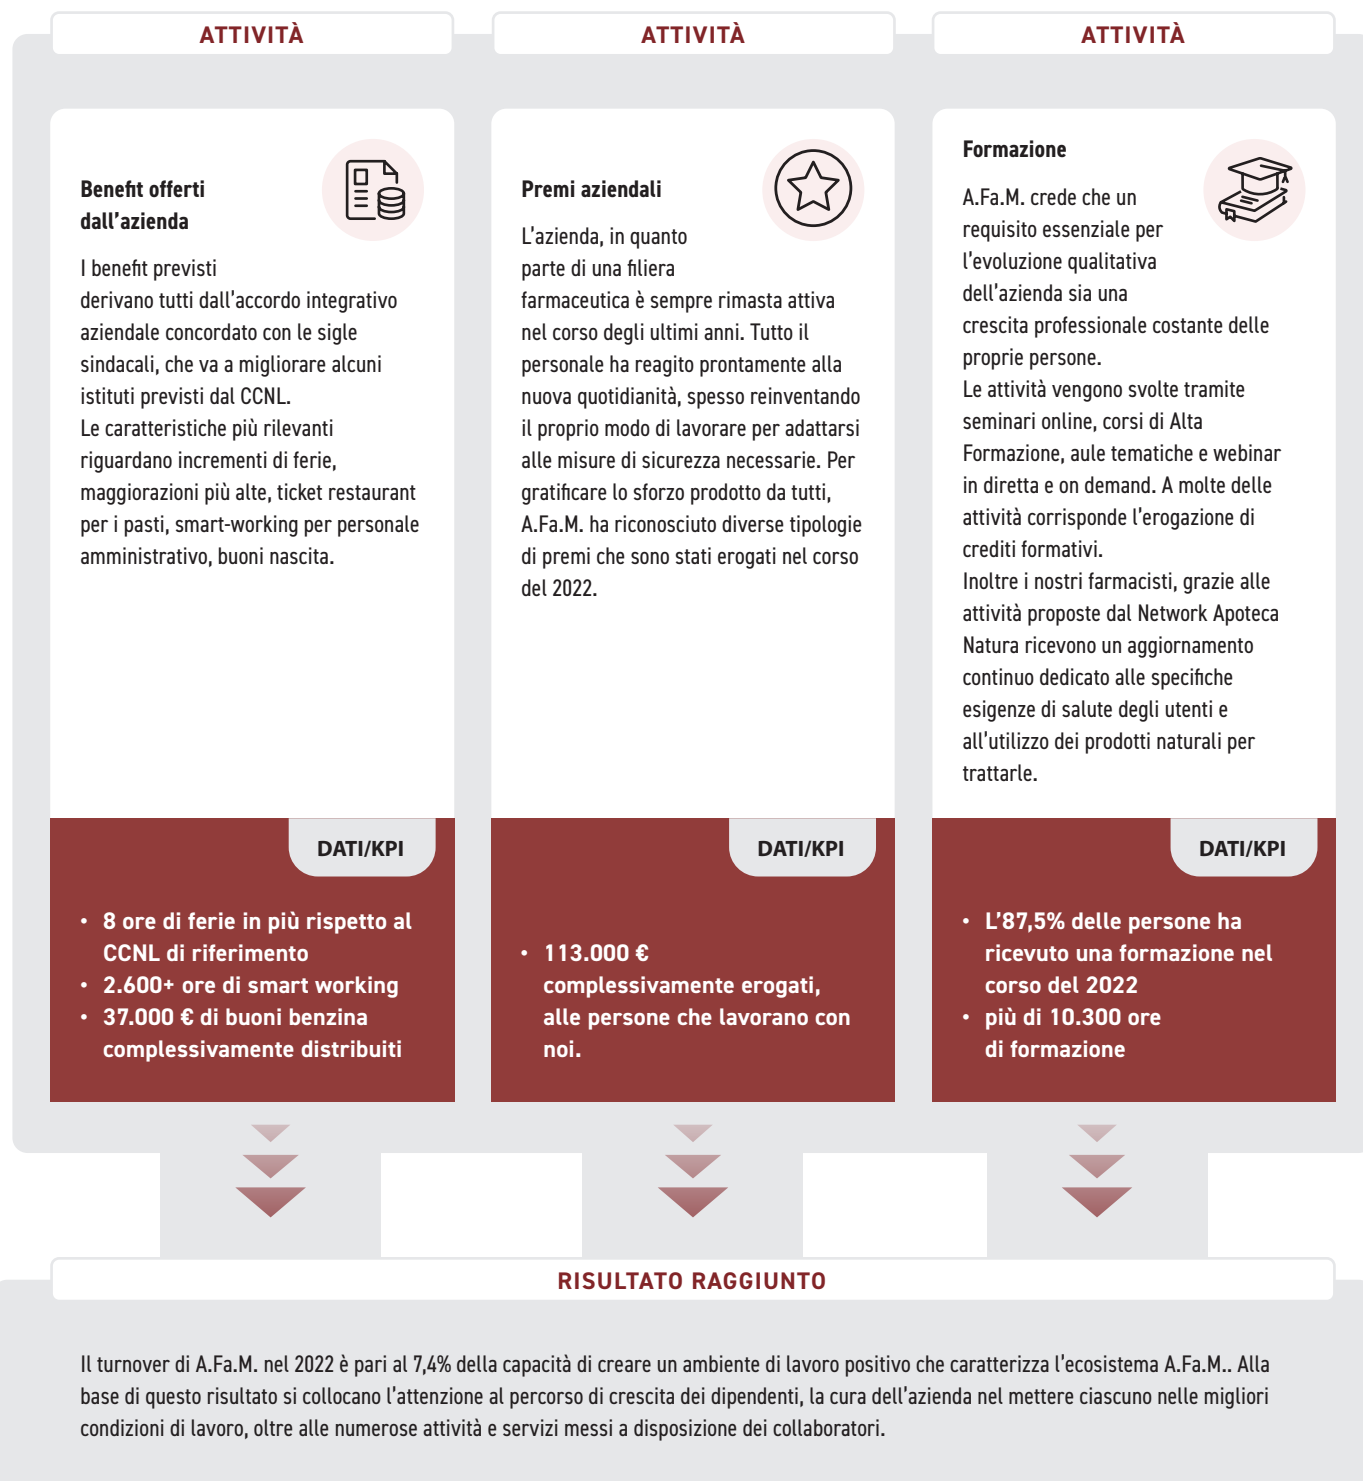 ATTIVITÀ
Benefit offerti
dall'azienda
I benefit previsti
derivano tutti dall'accordo integrativo
aziendale concordato con le sigle
sindacali, che va a migliorare alcuni
istituti previsti dal CCNL.
Le caratteristiche più rilevanti
riguardano incrementi di ferie,
maggiorazioni più alte, ticket restaurant
per i pasti, smart-working per personale
amministrativo, buoni nascita.
DATI/KPI
• 8 ore di ferie in più rispetto al
CCNL di riferimento
• 2.600+ ore di smart working
• 37.000 € di buoni benzina
complessivamente distribuiti
ATTIVITÀ
Premi aziendali
L'azienda, in quanto
parte di una filiera
farmaceutica è sempre rimasta attiva
nel corso degli ultimi anni. Tutto il
personale ha reagito prontamente alla
nuova quotidianità, spesso reinventando
il proprio modo di lavorare per adattarsi
alle misure di sicurezza necessarie. Per
gratificare lo sforzo prodotto da tutti,
A.Fa.M. ha riconosciuto diverse tipologie
di premi che sono stati erogati nel corso
del 2022.
DATI/KPI
• 113.000 €
complessivamente erogati,
alle persone che lavorano con
noi.
ATTIVITÀ
Formazione
A.Fa.M. crede che un
requisito essenziale per
l'evoluzione qualitativa
dell'azienda sia una
crescita professionale costante delle
proprie persone.
Le attività vengono svolte tramite
seminari online, corsi di Alta
Formazione, aule tematiche e webinar
in diretta e on demand. A molte delle
attività corrisponde l'erogazione di
crediti formativi.
Inoltre i nostri farmacisti, grazie alle
attività proposte dal Network Apoteca
Natura ricevono un aggiornamento
continuo dedicato alle specifiche
esigenze di salute degli utenti e
all'utilizzo dei prodotti naturali per
trattarle.
DATI/KPI
• L'87,5% delle persone ha
ricevuto una formazione nel
corso del 2022
• più di 10.300 ore
di formazione
RISULTATO RAGGIUNTO
Il turnover di A.Fa.M. nel 2022 è pari al 7,4% della capacità di creare un ambiente di lavoro positivo che caratterizza l'ecosistema A.Fa.M.. Alla
base di questo risultato si collocano l'attenzione al percorso di crescita dei dipendenti, la cura dell'azienda nel mettere ciascuno nelle migliori
condizioni di lavoro, oltre alle numerose attività e servizi messi a disposizione dei collaboratori.